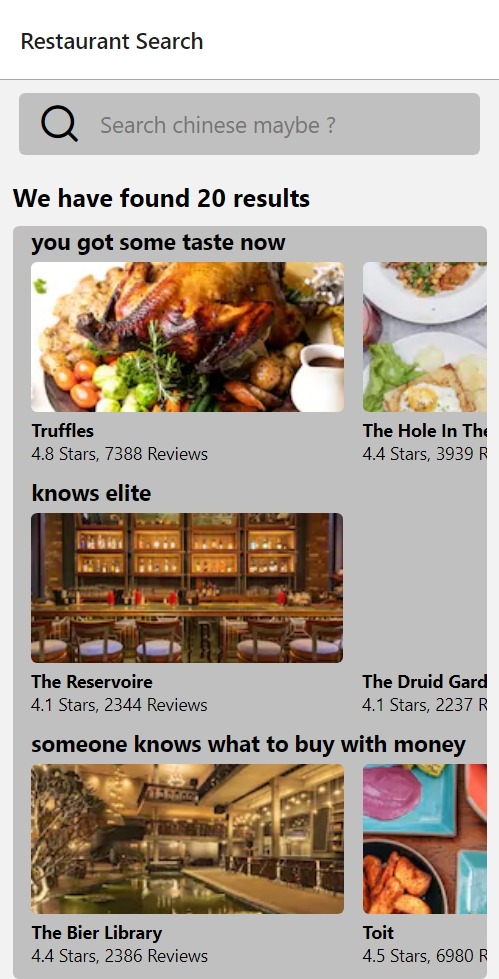 Restaurant Search
Search chinese maybe ?
We have found 20 results
you got some taste now
Truffles
4.8 Stars, 7388 Reviews
The Hole In The
4.4 Stars, 3939 R
knows elite
The Reservoire
4.1 Stars, 2344 Reviews
The Druid Gard
4.1 Stars, 2237 R
someone knows what to buy with money
The Bier Library
4.4 Stars, 2386 Reviews
Toit
4.5 Stars, 6980 R